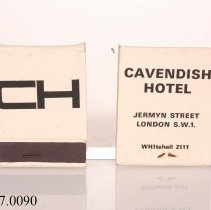 CH
CAVENDISH
HOTEL
JERMYN STREET
LONDON S.W.1.
WHItehall 2111
7.0090